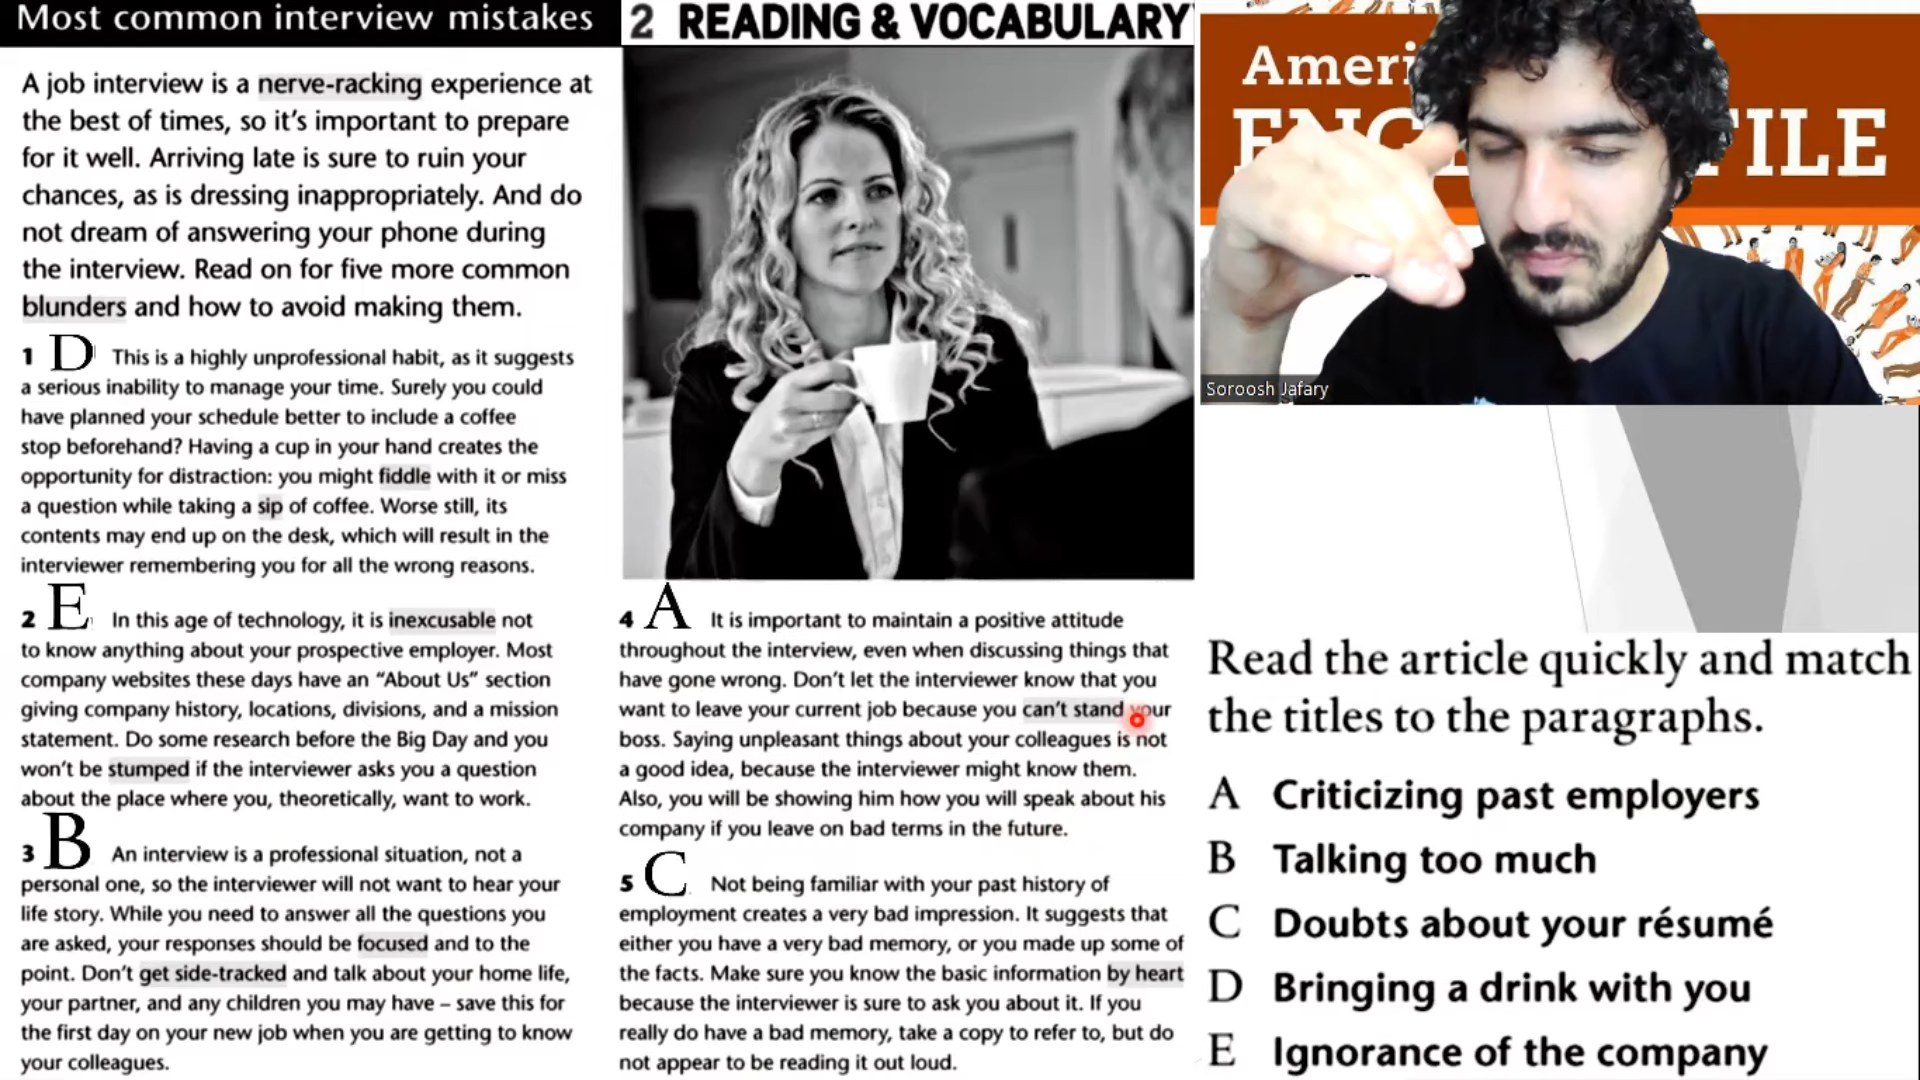 Most common interview mistakes
A job interview is a nerve-racking experience at
the best of times, so it's important to prepare
for it well. Arriving late is sure to ruin your
chances, as is dressing inappropriately. And do
not dream of answering your phone during
the interview. Read on for five more common
blunders and how to avoid making them.
1 D This is a highly unprofessional habit, as it suggests
a serious inability to manage your time. Surely you could
have planned your schedule better to include a coffee
stop beforehand? Having a cup in your hand creates the
opportunity for distraction: you might fiddle with it or miss
a question while taking a sip of coffee. Worse still, its
contents may end up on the desk, which will result in the
interviewer remembering you for all the wrong reasons.
2 E In this age of technology, it is inexcusable not
to know anything about your prospective employer. Most
company websites these days have an “About Us” section
giving company history, locations, divisions, and a mission
statement. Do some research before the Big Day and you
won't be stumped if the interviewer asks you a question
about the place where you, theoretically, want to work.
3 B An interview is a professional situation, not a
personal one, so the interviewer will not want to hear your
life story. While you need to answer all the questions you
are asked, your responses should be focused and to the
point. Don't get side-tracked and talk about your home life,
your partner, and any children you may have – save this for
the first day on your new job when you are getting to know
your colleagues.
2 READING & VOCABULARY
4 A It is important to maintain a positive attitude
throughout the interview, even when discussing things that
have gone wrong. Don't let the interviewer know that you
want to leave your current job because you can't stand your
boss. Saying unpleasant things about your colleagues is not
a good idea, because the interviewer might know them.
Also, you will be showing him how you will speak about his
company if you leave on bad terms in the future.
5 C Not being familiar with your past history of
employment creates a very bad impression. It suggests that
either you have a very bad memory, or you made up some of
the facts. Make sure you know the basic information by heart
because the interviewer is sure to ask you about it. If you
really do have a bad memory, take a copy to refer to, but do
not appear to be reading it out loud.
Ameri
ENG FILE
Soroosh Jafary
Read the article quickly and match
the titles to the paragraphs.
A Criticizing past employers
B Talking too much
C Doubts about your résumé
D Bringing a drink with you
E Ignorance of the company